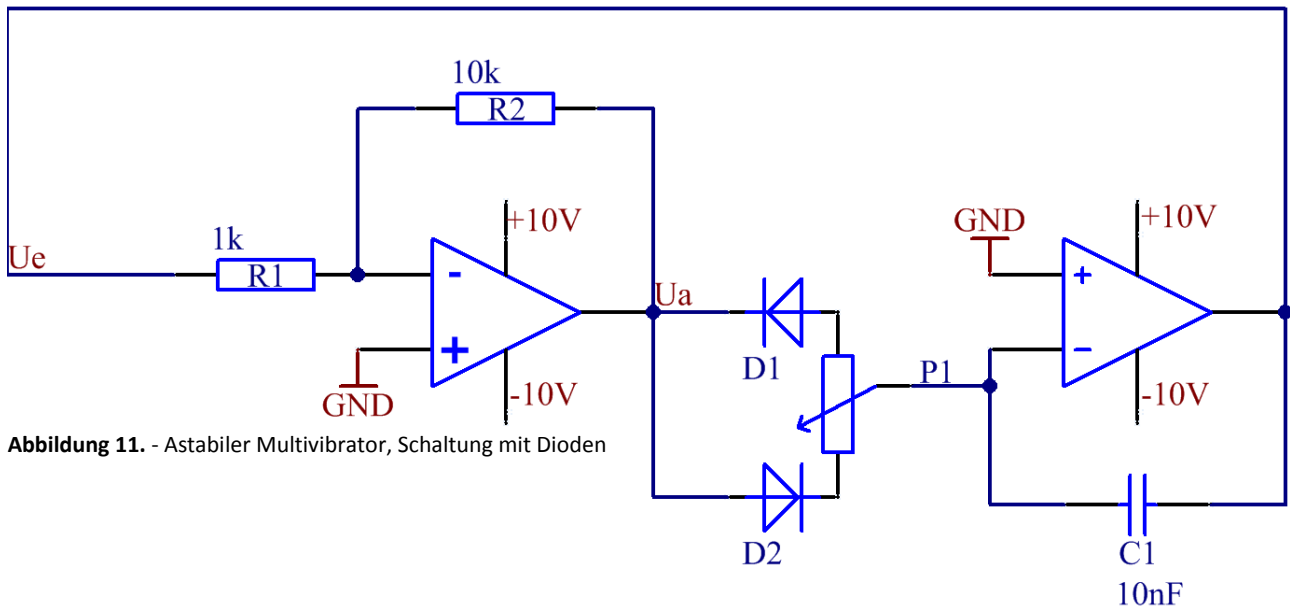 10k
R2
+10V
GND
+10V
1k
Ue
R1
-
+
Ua
+
-
D1
P1
GND
-10V
-10V
Abbildung 11. - Astabiler Multivibrator, Schaltung mit Dioden
D2
C1
10nF